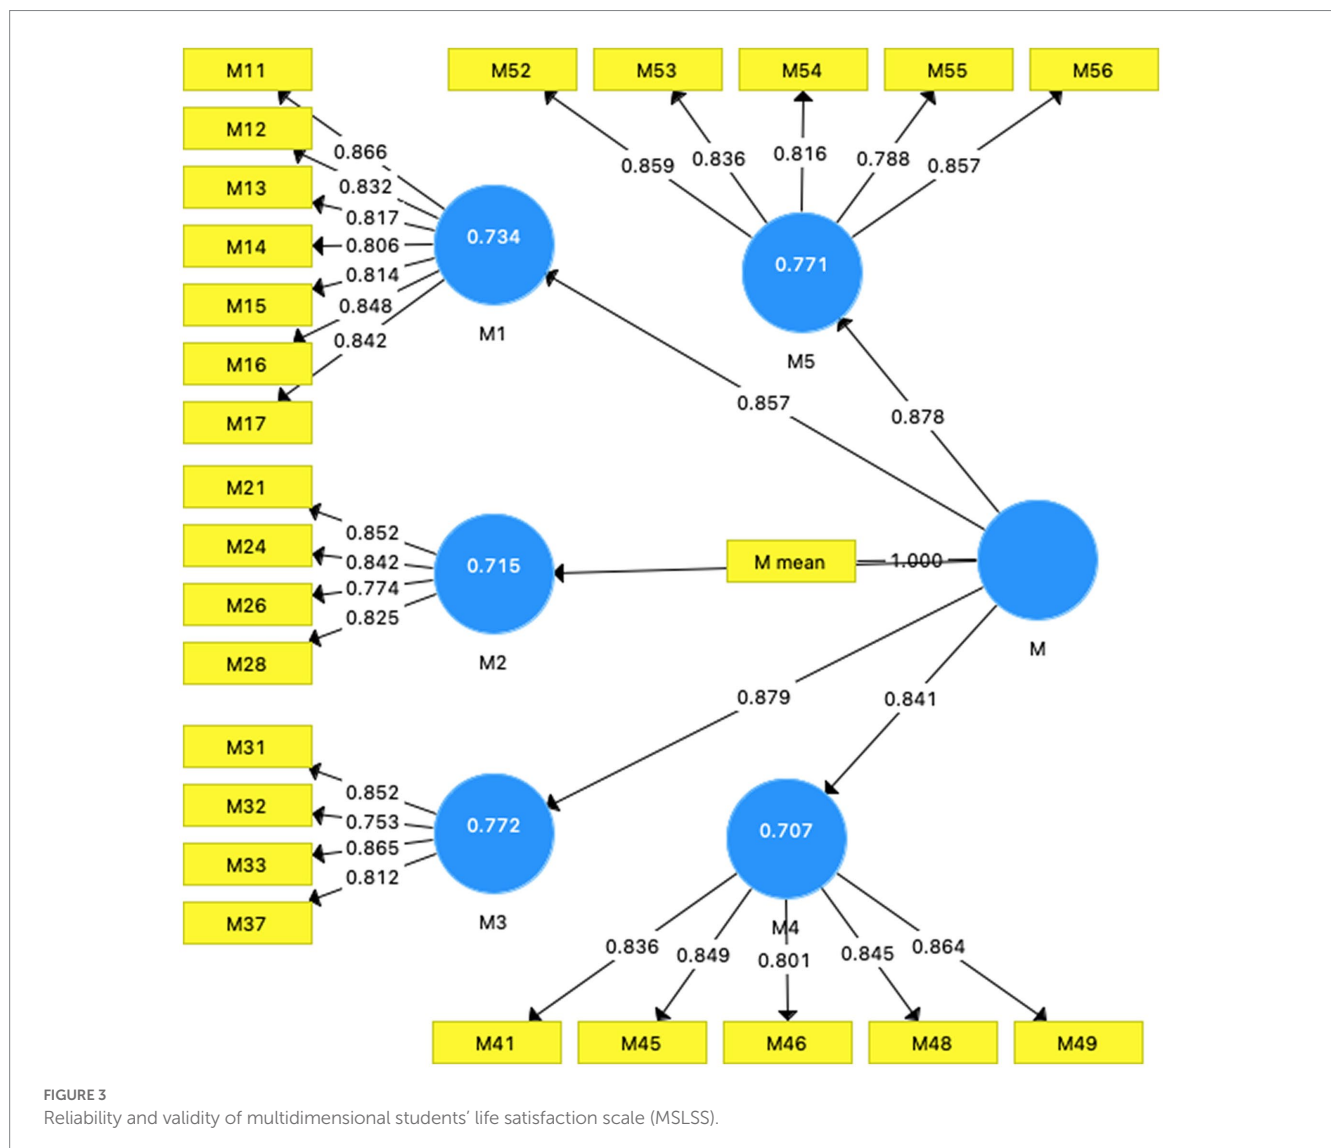 M11
M12
M13
M14
M15
M16
M17
0.866
0.832
0.817
0.806
0.814
0.848
0.842
0.734
M1
M52
M53
M54
M55
M56
0.859
0.836
0.816
0.788
0.857
0.771
M5
0.857
0.878
M21
M24
M26
M28
0.852
0.842
0.774
0.825
0.715
M2
M mean
1.000
M
0.879
0.841
M31
M32
M33
M37
0.852
0.753
0.865
0.812
0.772
M3
0.707
M4
0.836
0.849
0.801
0.845
0.864
M41
M45
M46
M48
M49
FIGURE 3
Reliability and validity of multidimensional students’ life satisfaction scale (MSLSS).